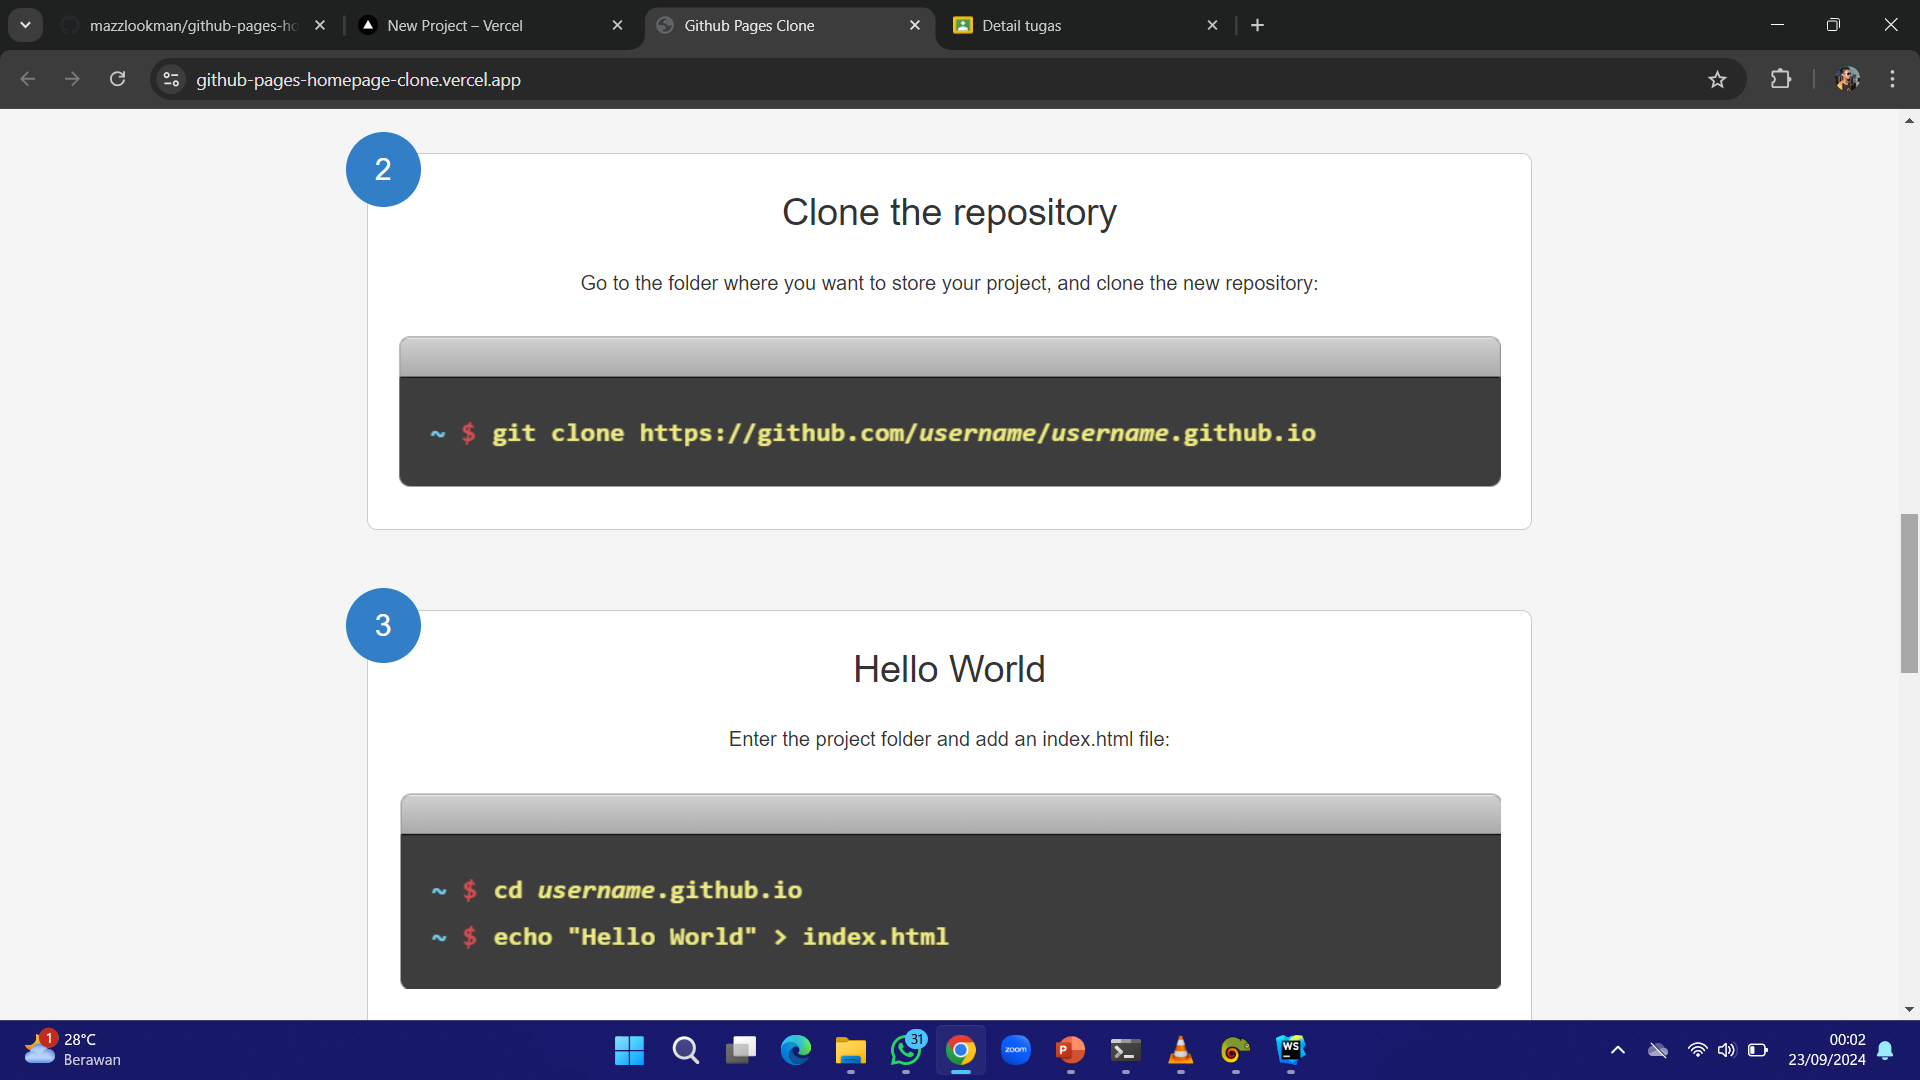 mazzlookman/github-pages-ho
New Project – Vercel
Github Pages Clone
Detail tugas
github-pages-homepage-clone.vercel.app
2
Clone the repository
Go to the folder where you want to store your project, and clone the new repository:
~ $ git clone https://github.com/username/username.github.io
3
Hello World
Enter the project folder and add an index.html file:
~ $ cd username.github.io
~ $ echo "Hello World" > index.html
1
28°C
Berawan
31
zoom
P
WS
00:02
23/09/2024